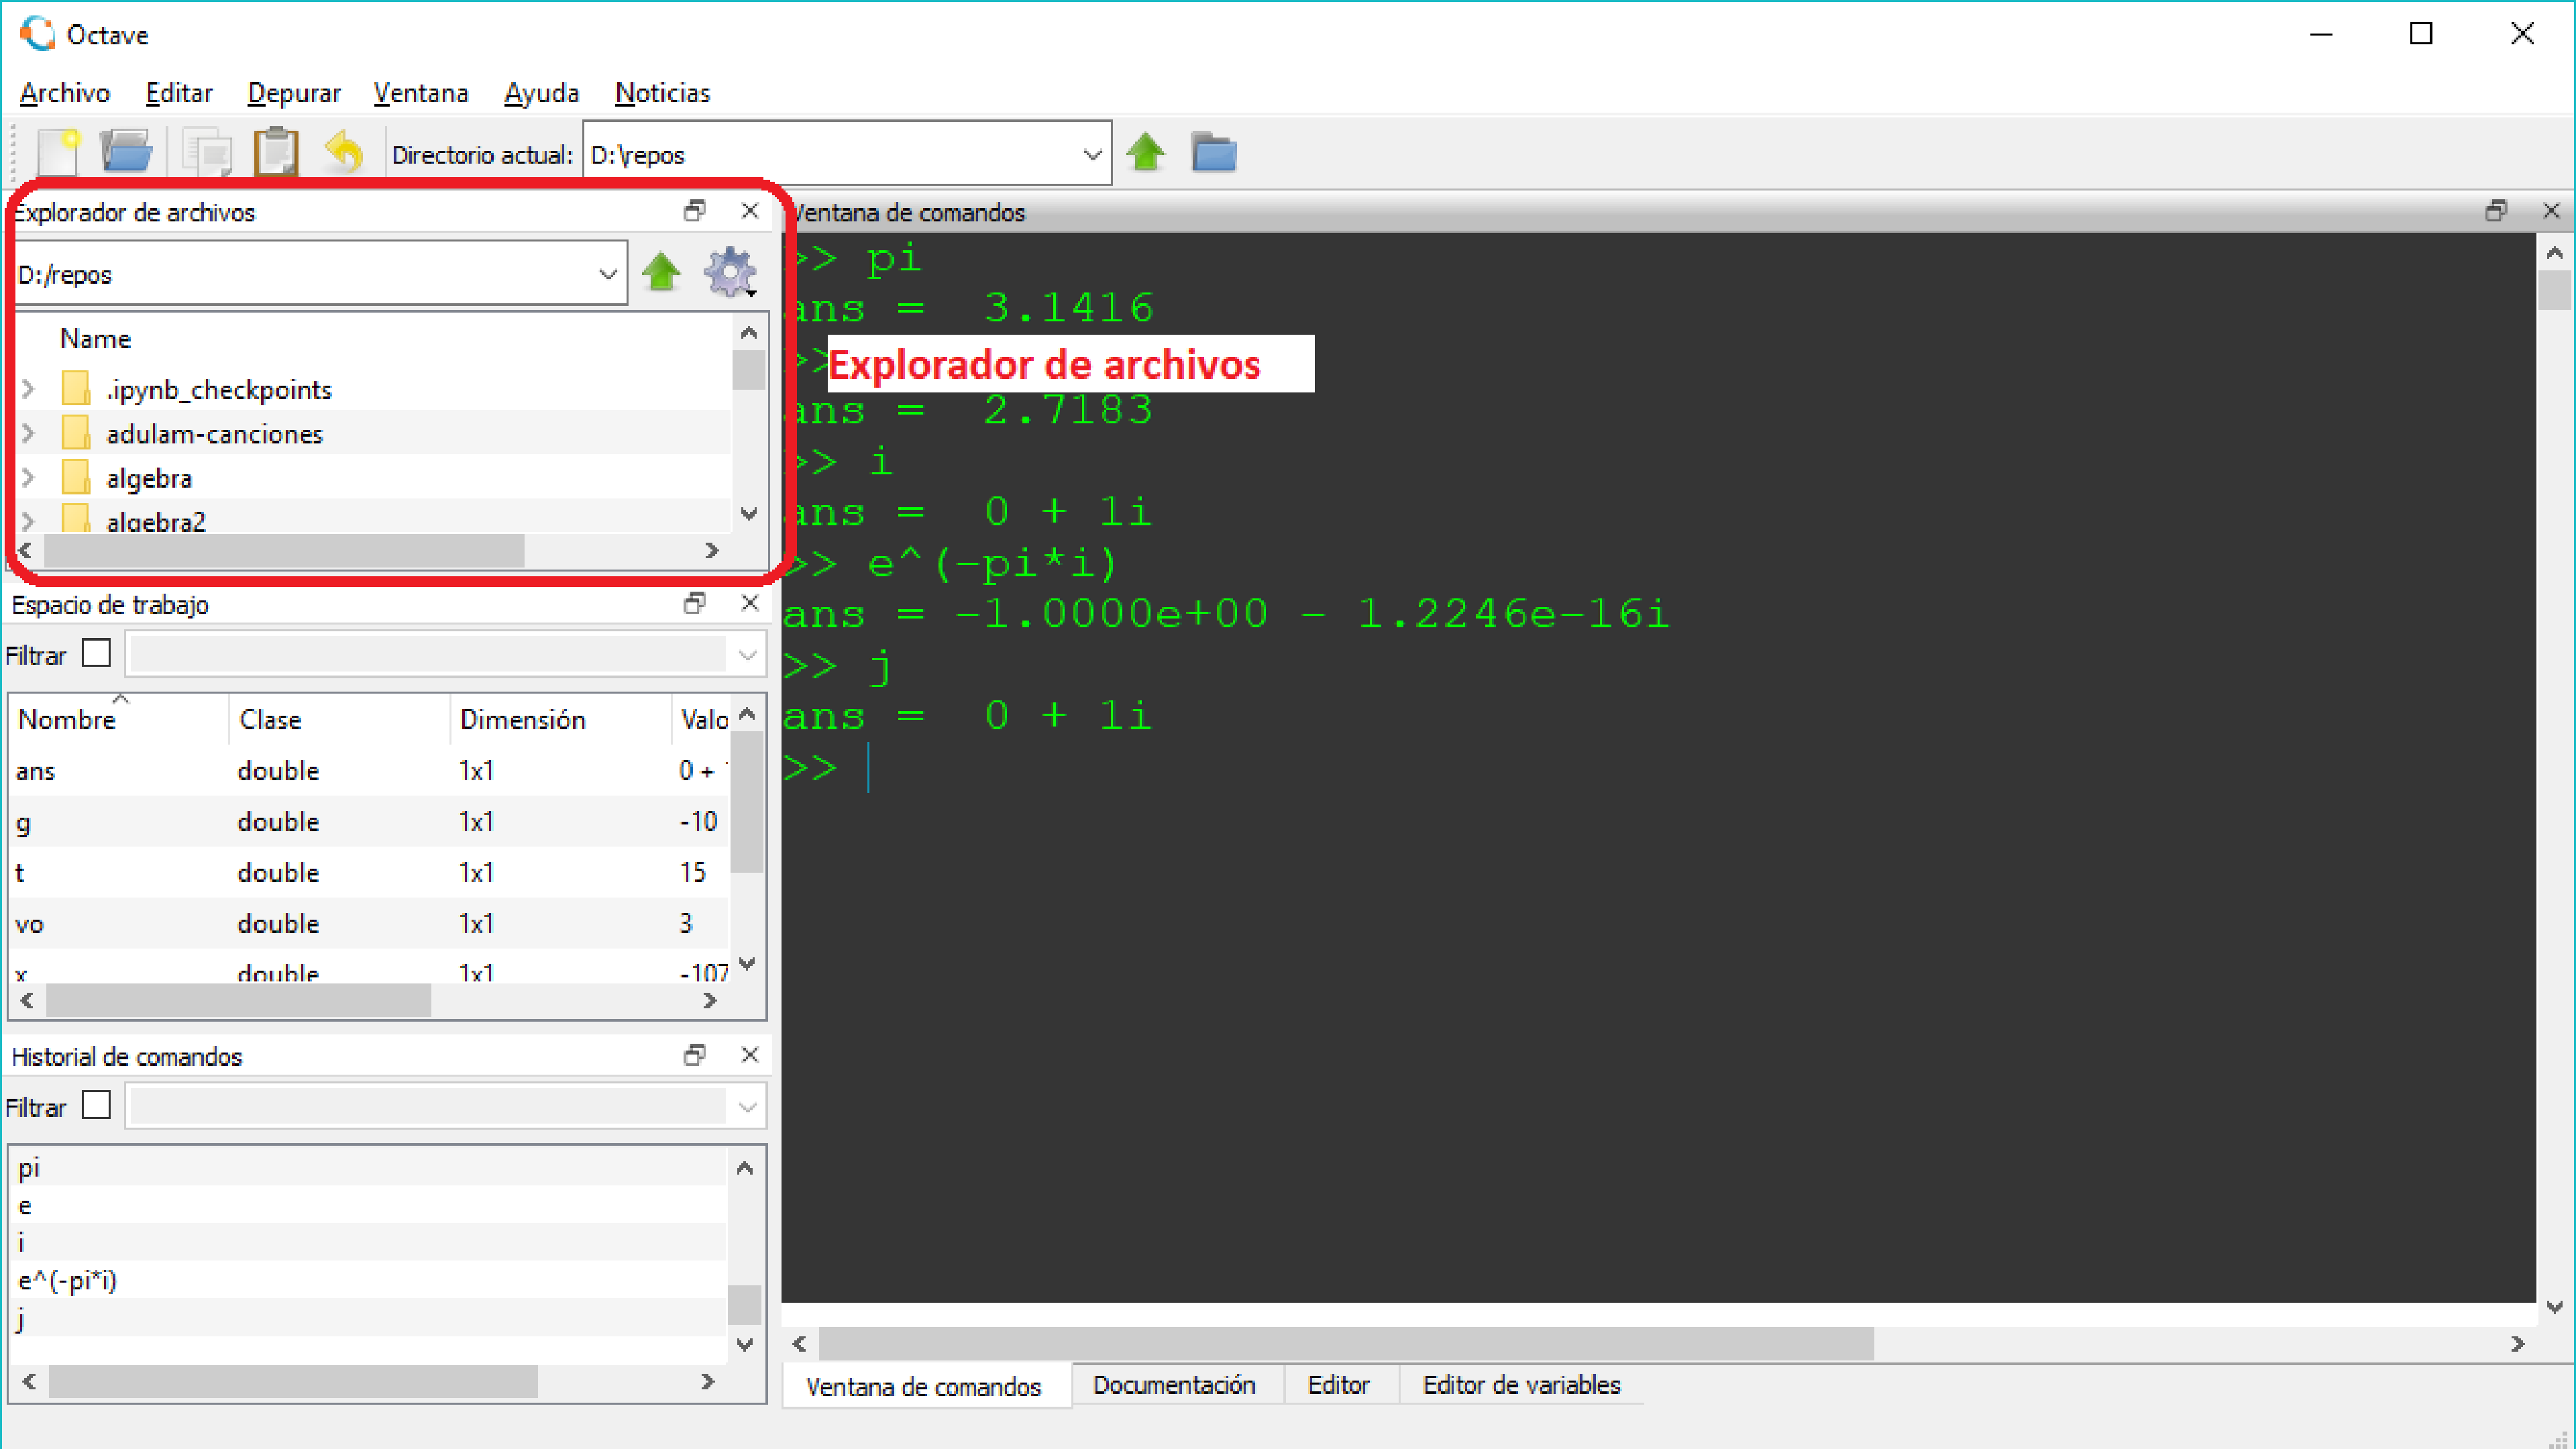 Octave
Archivo Editar Depurar Ventana Ayuda Noticias
Directorio actual: D:\repos
Explorador de archivos
D:/repos
Name
.ipynb_checkpoints
adulam-canciones
algebra
algebra2
Espacio de trabajo
Filtrar
Nombre Clase Dimensión Valo
ans double 1x1 0 +
g double 1x1 -10
t double 1x1 15
vo double 1x1 3
x double 1x1 -107
Historial de comandos
Filtrar
pi
e
i
e^(-pi*i)
j
Ventana de comandos
>> pi
ans =  3.1416
>>
Explorador de archivos
ans =  2.7183
>> i
ans =  0 + 1i
>> e^(-pi*i)
ans = -1.0000e+00 - 1.2246e-16i
>> j
ans =  0 + 1i
>>
Ventana de comandos Documentación Editor Editor de variables